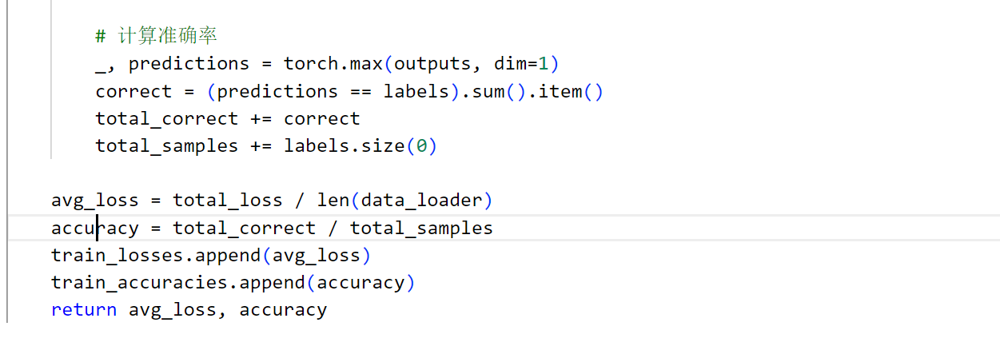 # 计算准确率
_, predictions = torch.max(outputs, dim=1)
correct = (predictions == labels).sum().item()
total_correct += correct
total_samples += labels.size(0)
avg_loss = total_loss / len(data_loader)
accuracy = total_correct / total_samples
train_losses.append(avg_loss)
train_accuracies.append(accuracy)
return avg_loss, accuracy